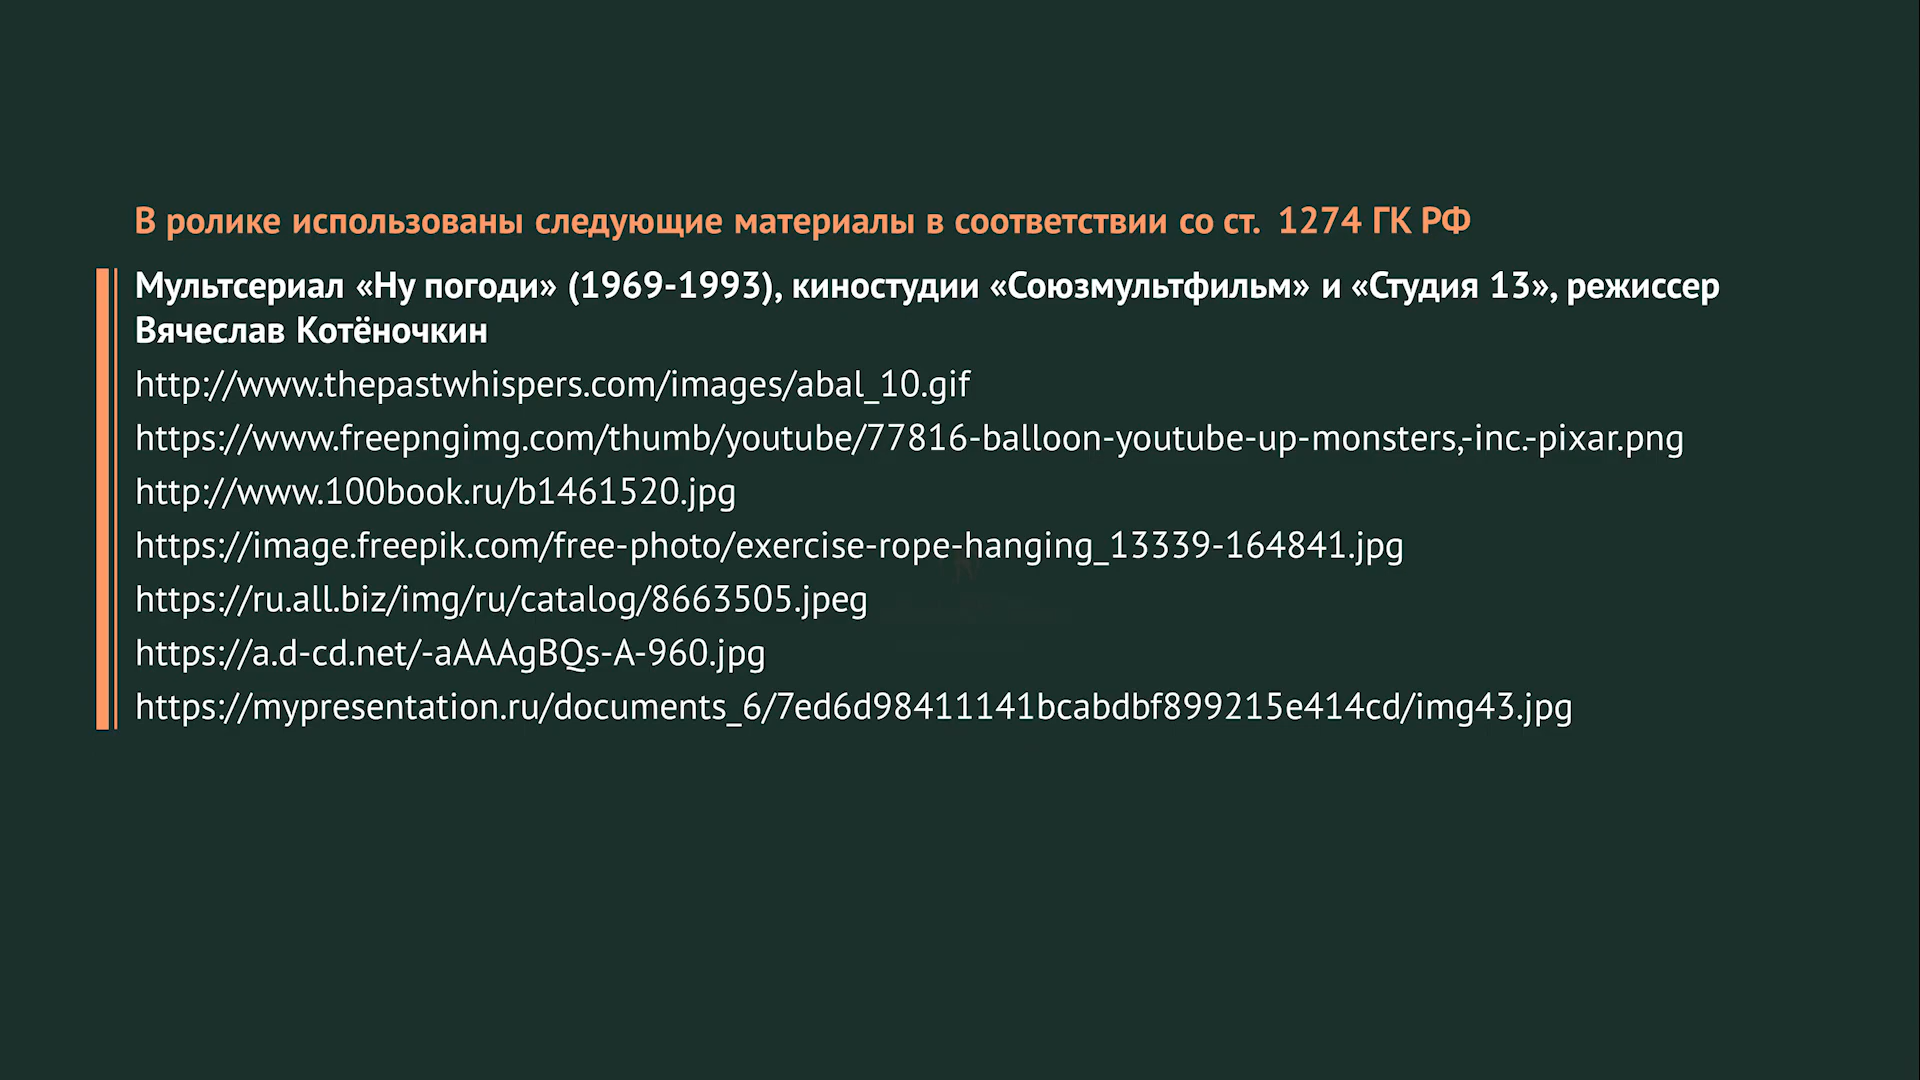 В ролике использованы следующие материалы в соответствии со ст. 1274 ГК РФ
Мультсериал «Ну погоди» (1969-1993), киностудии «Союзмультфильм» и «Студия 13», режиссер
Вячеслав Котёночкин
http://www.thepastwhispers.com/images/abal_10.gif
https://www.freepngimg.com/thumb/youtube/77816-balloon-youtube-up-monsters,-inc.-pixar.png
http://www.100book.ru/b1461520.jpg
https://image.freepik.com/free-photo/exercise-rope-hanging_13339-164841.jpg
https://ru.all.biz/img/ru/catalog/8663505.jpeg
https://a.d-cd.net/-aAAAgBQs-A-960.jpg
https://mypresentation.ru/documents_6/7ed6d98411141bcabdbf899215e414cd/img43.jpg